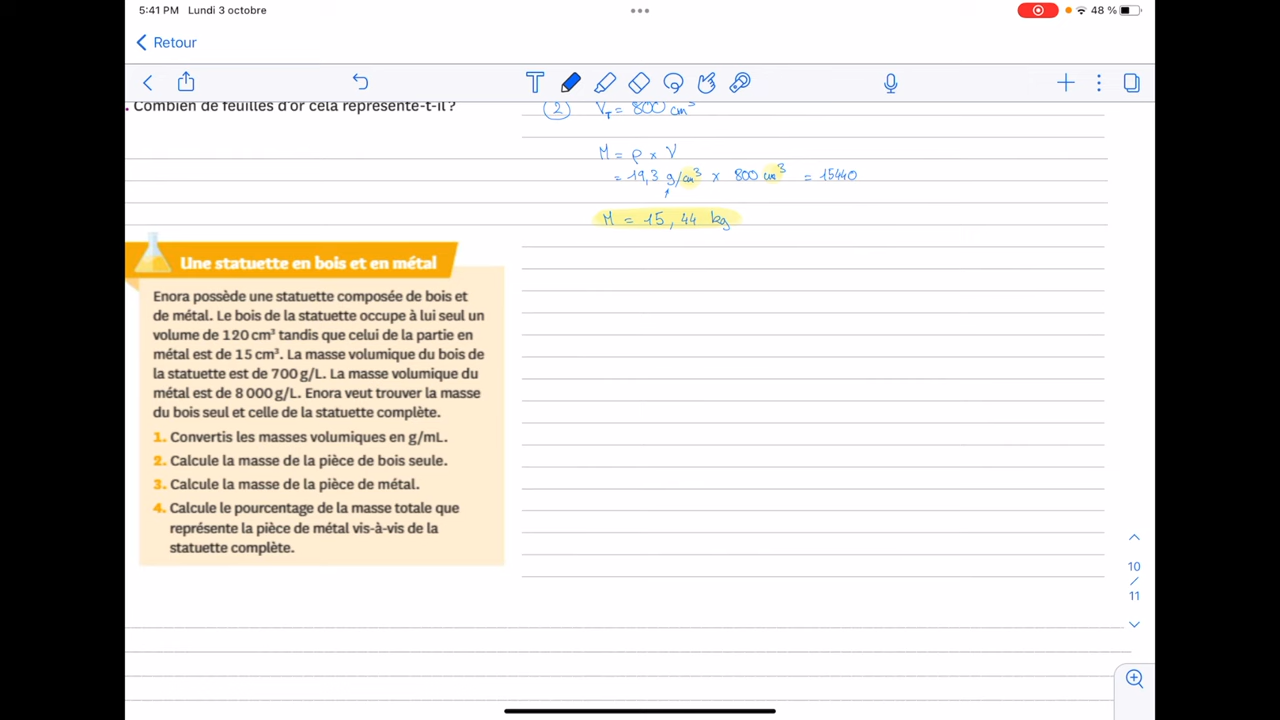 5:41 PM Lundi 3 octobre
48 %
Retour
. Combien de feuilles d'or cela représente-t-il ?
2 V_T = 800 cm³
M = ρ × V
= 19,3 g/cm³ × 800 cm³ = 15440
M = 15,44 kg
Une statuette en bois et en métal
Enora possède une statuette composée de bois et
de métal. Le bois de la statuette occupe à lui seul un
volume de 120 cm³ tandis que celui de la partie en
métal est de 15 cm³. La masse volumique du bois de
la statuette est de 700 g/L. La masse volumique du
métal est de 8 000 g/L. Enora veut trouver la masse
du bois seul et celle de la statuette complète.
1. Convertis les masses volumiques en g/mL.
2. Calcule la masse de la pièce de bois seule.
3. Calcule la masse de la pièce de métal.
4. Calcule le pourcentage de la masse totale que
représente la pièce de métal vis-à-vis de la
statuette complète.
10
/
11